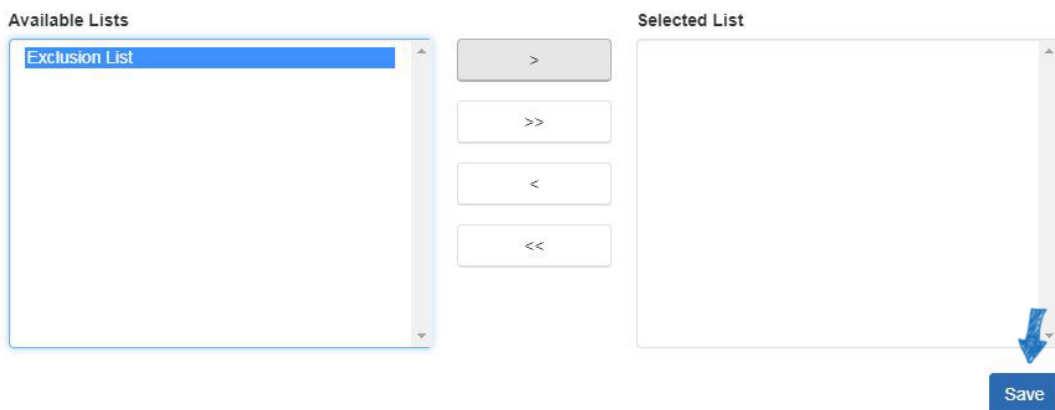 Available Lists
Selected List
Exclusion List
>
>>
<
<<
Save